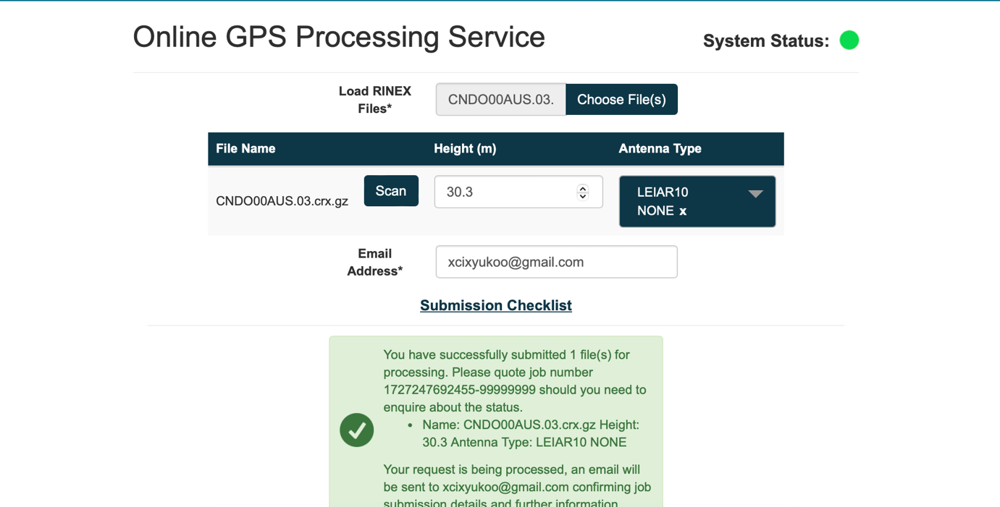 Online GPS Processing Service
System Status:
Load RINEX
Files*
CNDO00AUS.03.
Choose File(s)
File Name
Height (m)
Antenna Type
CNDO00AUS.03.crx.gz
Scan
30.3
LEIAR10
NONE x
Email
Address*
xcixyukoo@gmail.com
Submission Checklist
You have successfully submitted 1 file(s) for
processing. Please quote job number
1727247692455-99999999 should you need to
enquire about the status.
• Name: CNDO00AUS.03.crx.gz Height:
30.3 Antenna Type: LEIAR10 NONE
Your request is being processed, an email will
be sent to xcixyukoo@gmail.com confirming job
submission details and further information